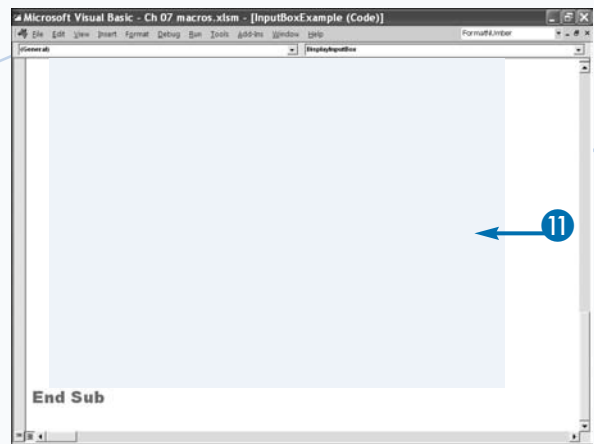 Microsoft Visual Basic - Ch 07 macros.xlsm - [InputBoxExample (Code)]
File Edit View Insert Format Debug Run Tools Add-Ins Window Help FormatNUmber
(General) DisplayInputBox
11
End Sub